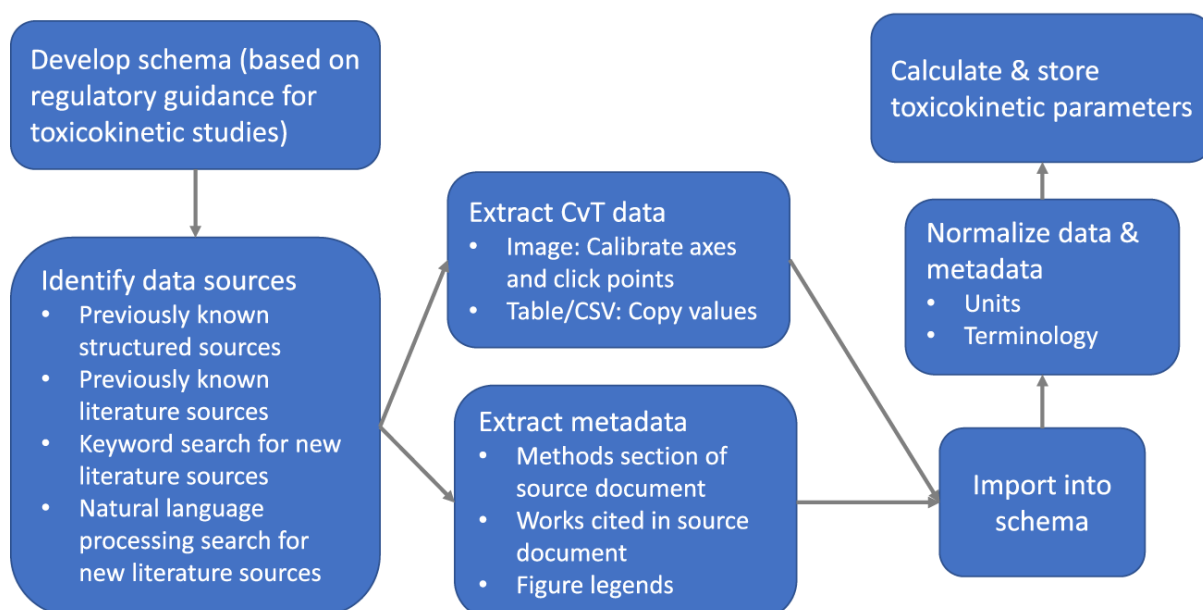 Develop schema (based on
regulatory guidance for
toxicokinetic studies)
Identify data sources
• Previously known
structured sources
• Previously known
literature sources
• Keyword search for new
literature sources
• Natural language
processing search for
new literature sources
Extract CvT data
• Image: Calibrate axes
and click points
• Table/CSV: Copy values
Extract metadata
• Methods section of
source document
• Works cited in source
document
• Figure legends
Import into
schema
Normalize data &
metadata
• Units
• Terminology
Calculate & store
toxicokinetic parameters